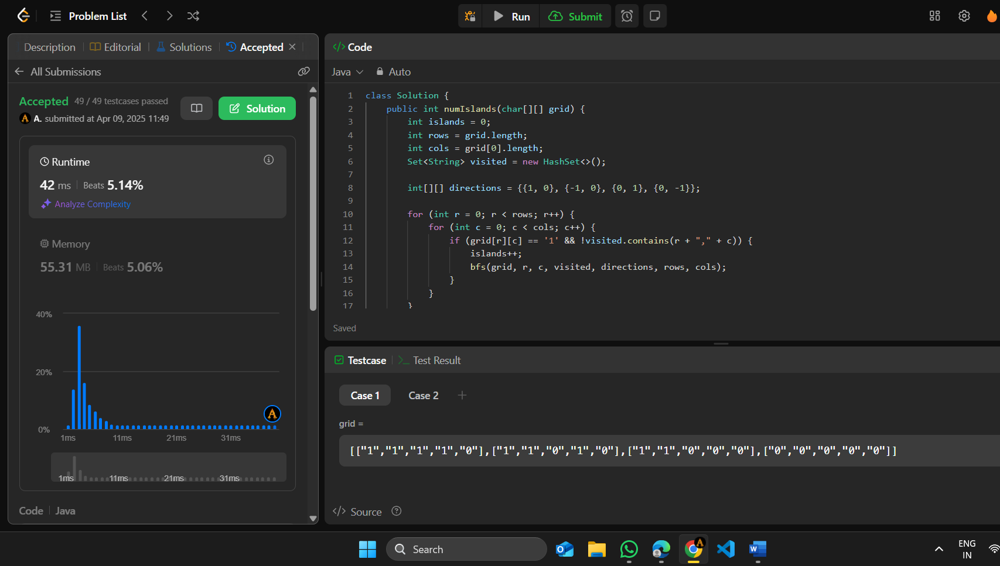 Problem List
Run
Submit
Description
Editorial
Solutions
Accepted
All Submissions
Accepted 49 / 49 testcases passed
A. submitted at Apr 09, 2025 11:49
Solution
Runtime
42 ms Beats 5.14%
Analyze Complexity
Memory
55.31 MB Beats 5.06%
40%
20%
0%
1ms 11ms 21ms 31ms
1ms 11ms 21ms 31ms
Code Java
</> Code
Java Auto
1 class Solution {
2 public int numIslands(char[][] grid) {
3 int islands = 0;
4 int rows = grid.length;
5 int cols = grid[0].length;
6 Set<String> visited = new HashSet<>();
7
8 int[][] directions = {{1, 0}, {-1, 0}, {0, 1}, {0, -1}};
9
10 for (int r = 0; r < rows; r++) {
11 for (int c = 0; c < cols; c++) {
12 if (grid[r][c] == '1' && !visited.contains(r + "," + c)) {
13 islands++;
14 bfs(grid, r, c, visited, directions, rows, cols);
15 }
16 }
17 }
Saved
Testcase
Test Result
Case 1 Case 2 +
grid =
[["1","1","1","1","0"],["1","1","0","1","0"],["1","1","0","0","0"],["0","0","0","0","0"]]
</> Source
Search
ENG
IN